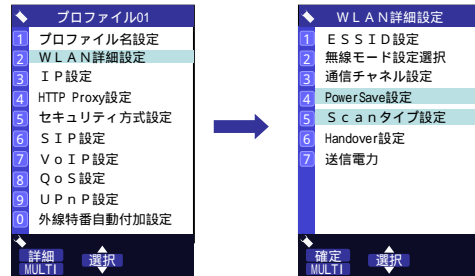 プロファイル01
1 プロファイル名設定
2 WLAN詳細設定
3 IP設定
4 HTTP Proxy設定
5 セキュリティ方式設定
6 SIP設定
7 VoIP設定
8 QoS設定
9 UPnP設定
0 外線特番自動付加設定
詳細 選択
MULTI
WLAN詳細設定
1 ESSID設定
2 無線モード設定選択
3 通信チャネル設定
4 PowerSave設定
5 Scanタイプ設定
6 Handover設定
7 送信電力
確定 選択
MULTI